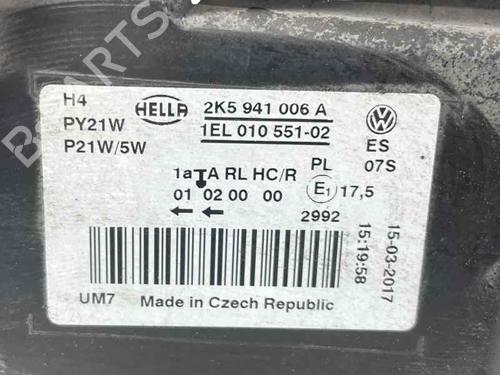 H4
PY21W
P21W/5W
HELLA
2K5 941 006 A
1EL 010 551-02
ES
07S
1aTA RL HC/R
PL
01 02 00 00
E1 17,5
2992
15:19:58
15-03-2017
UM7
Made in Czech Republic
B-PARTS